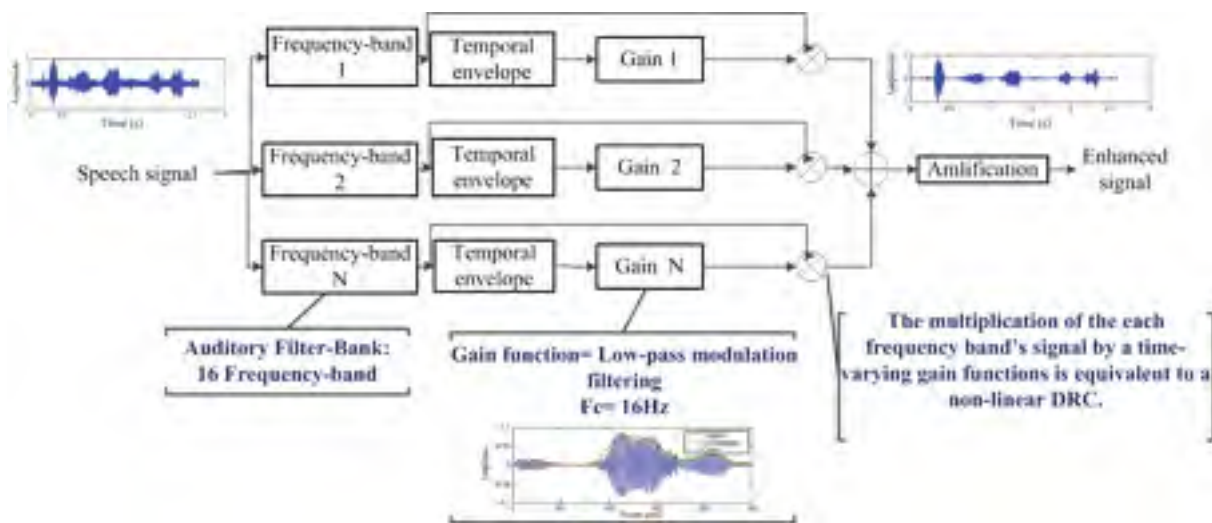 Frequency-band
1
Temporal
envelope
Gain 1
Time (s)
Time (s)
Speech signal
Frequency-band
2
Temporal
envelope
Gain 2
Amlification
Enhanced
signal
Frequency-band
N
Temporal
envelope
Gain N
Auditory Filter-Bank:
16 Frequency-band
Gain function= Low-pass modulation
filtering
Fc= 16Hz
The multiplication of the each
frequency band's signal by a time-
varying gain functions is equivalent to a
non-linear DRC.